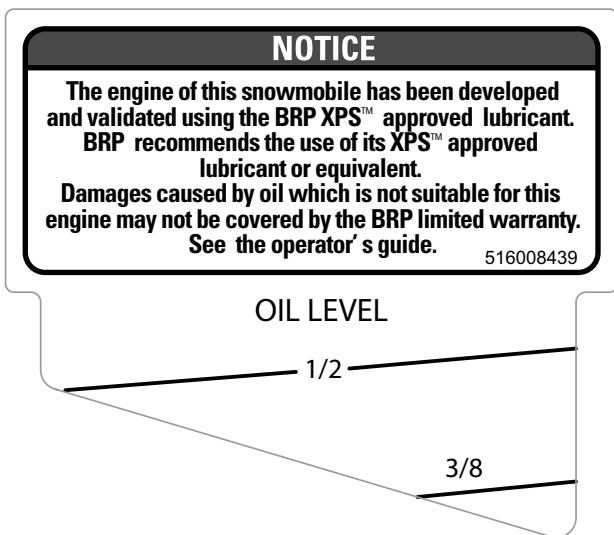 NOTICE
The engine of this snowmobile has been developed
and validated using the BRP XPS™ approved lubricant.
BRP recommends the use of its XPS™ approved
lubricant or equivalent.
Damages caused by oil which is not suitable for this
engine may not be covered by the BRP limited warranty.
See the operator's guide.
516008439
OIL LEVEL
1/2
3/8